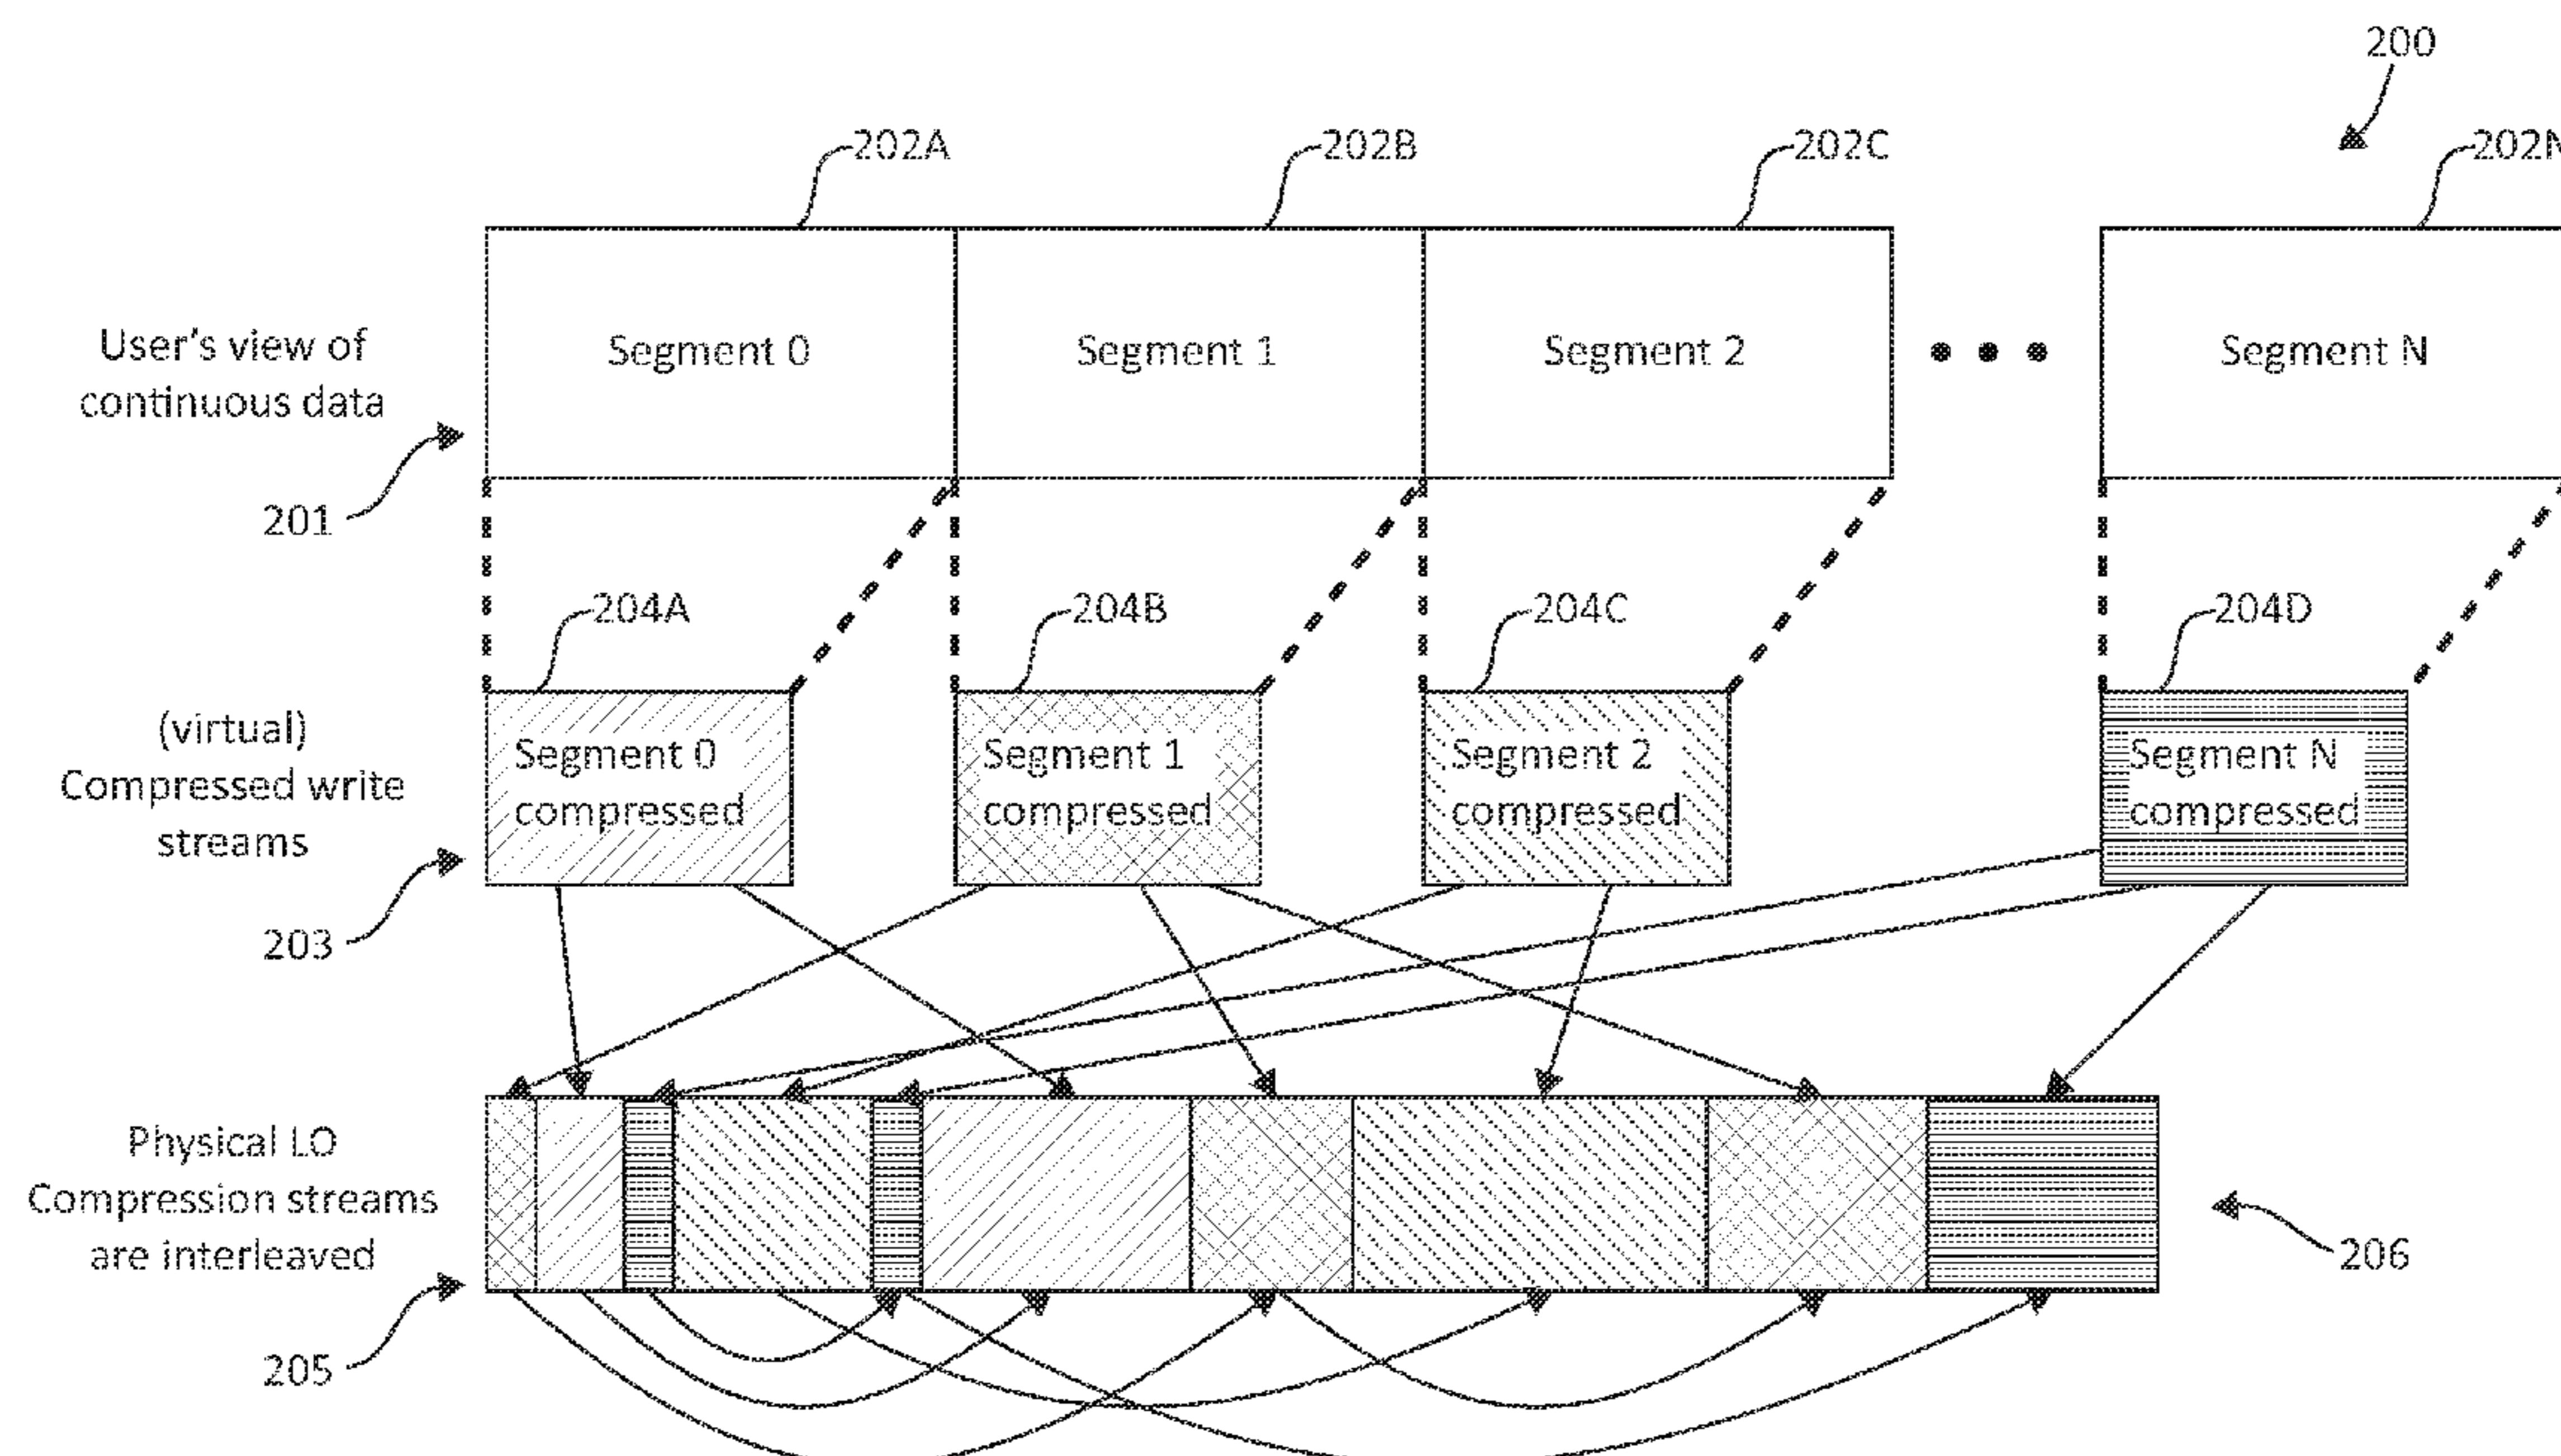 200
202A
202B
202C
202N
User's view of
continuous data
Segment 0
Segment 1
Segment 2
Segment N
201
204A
204B
204C
204D
(virtual)
Compressed write
streams
Segment 0
compressed
Segment 1
compressed
Segment 2
compressed
Segment N
compressed
203
Physical LO
Compression streams
are interleaved
206
205